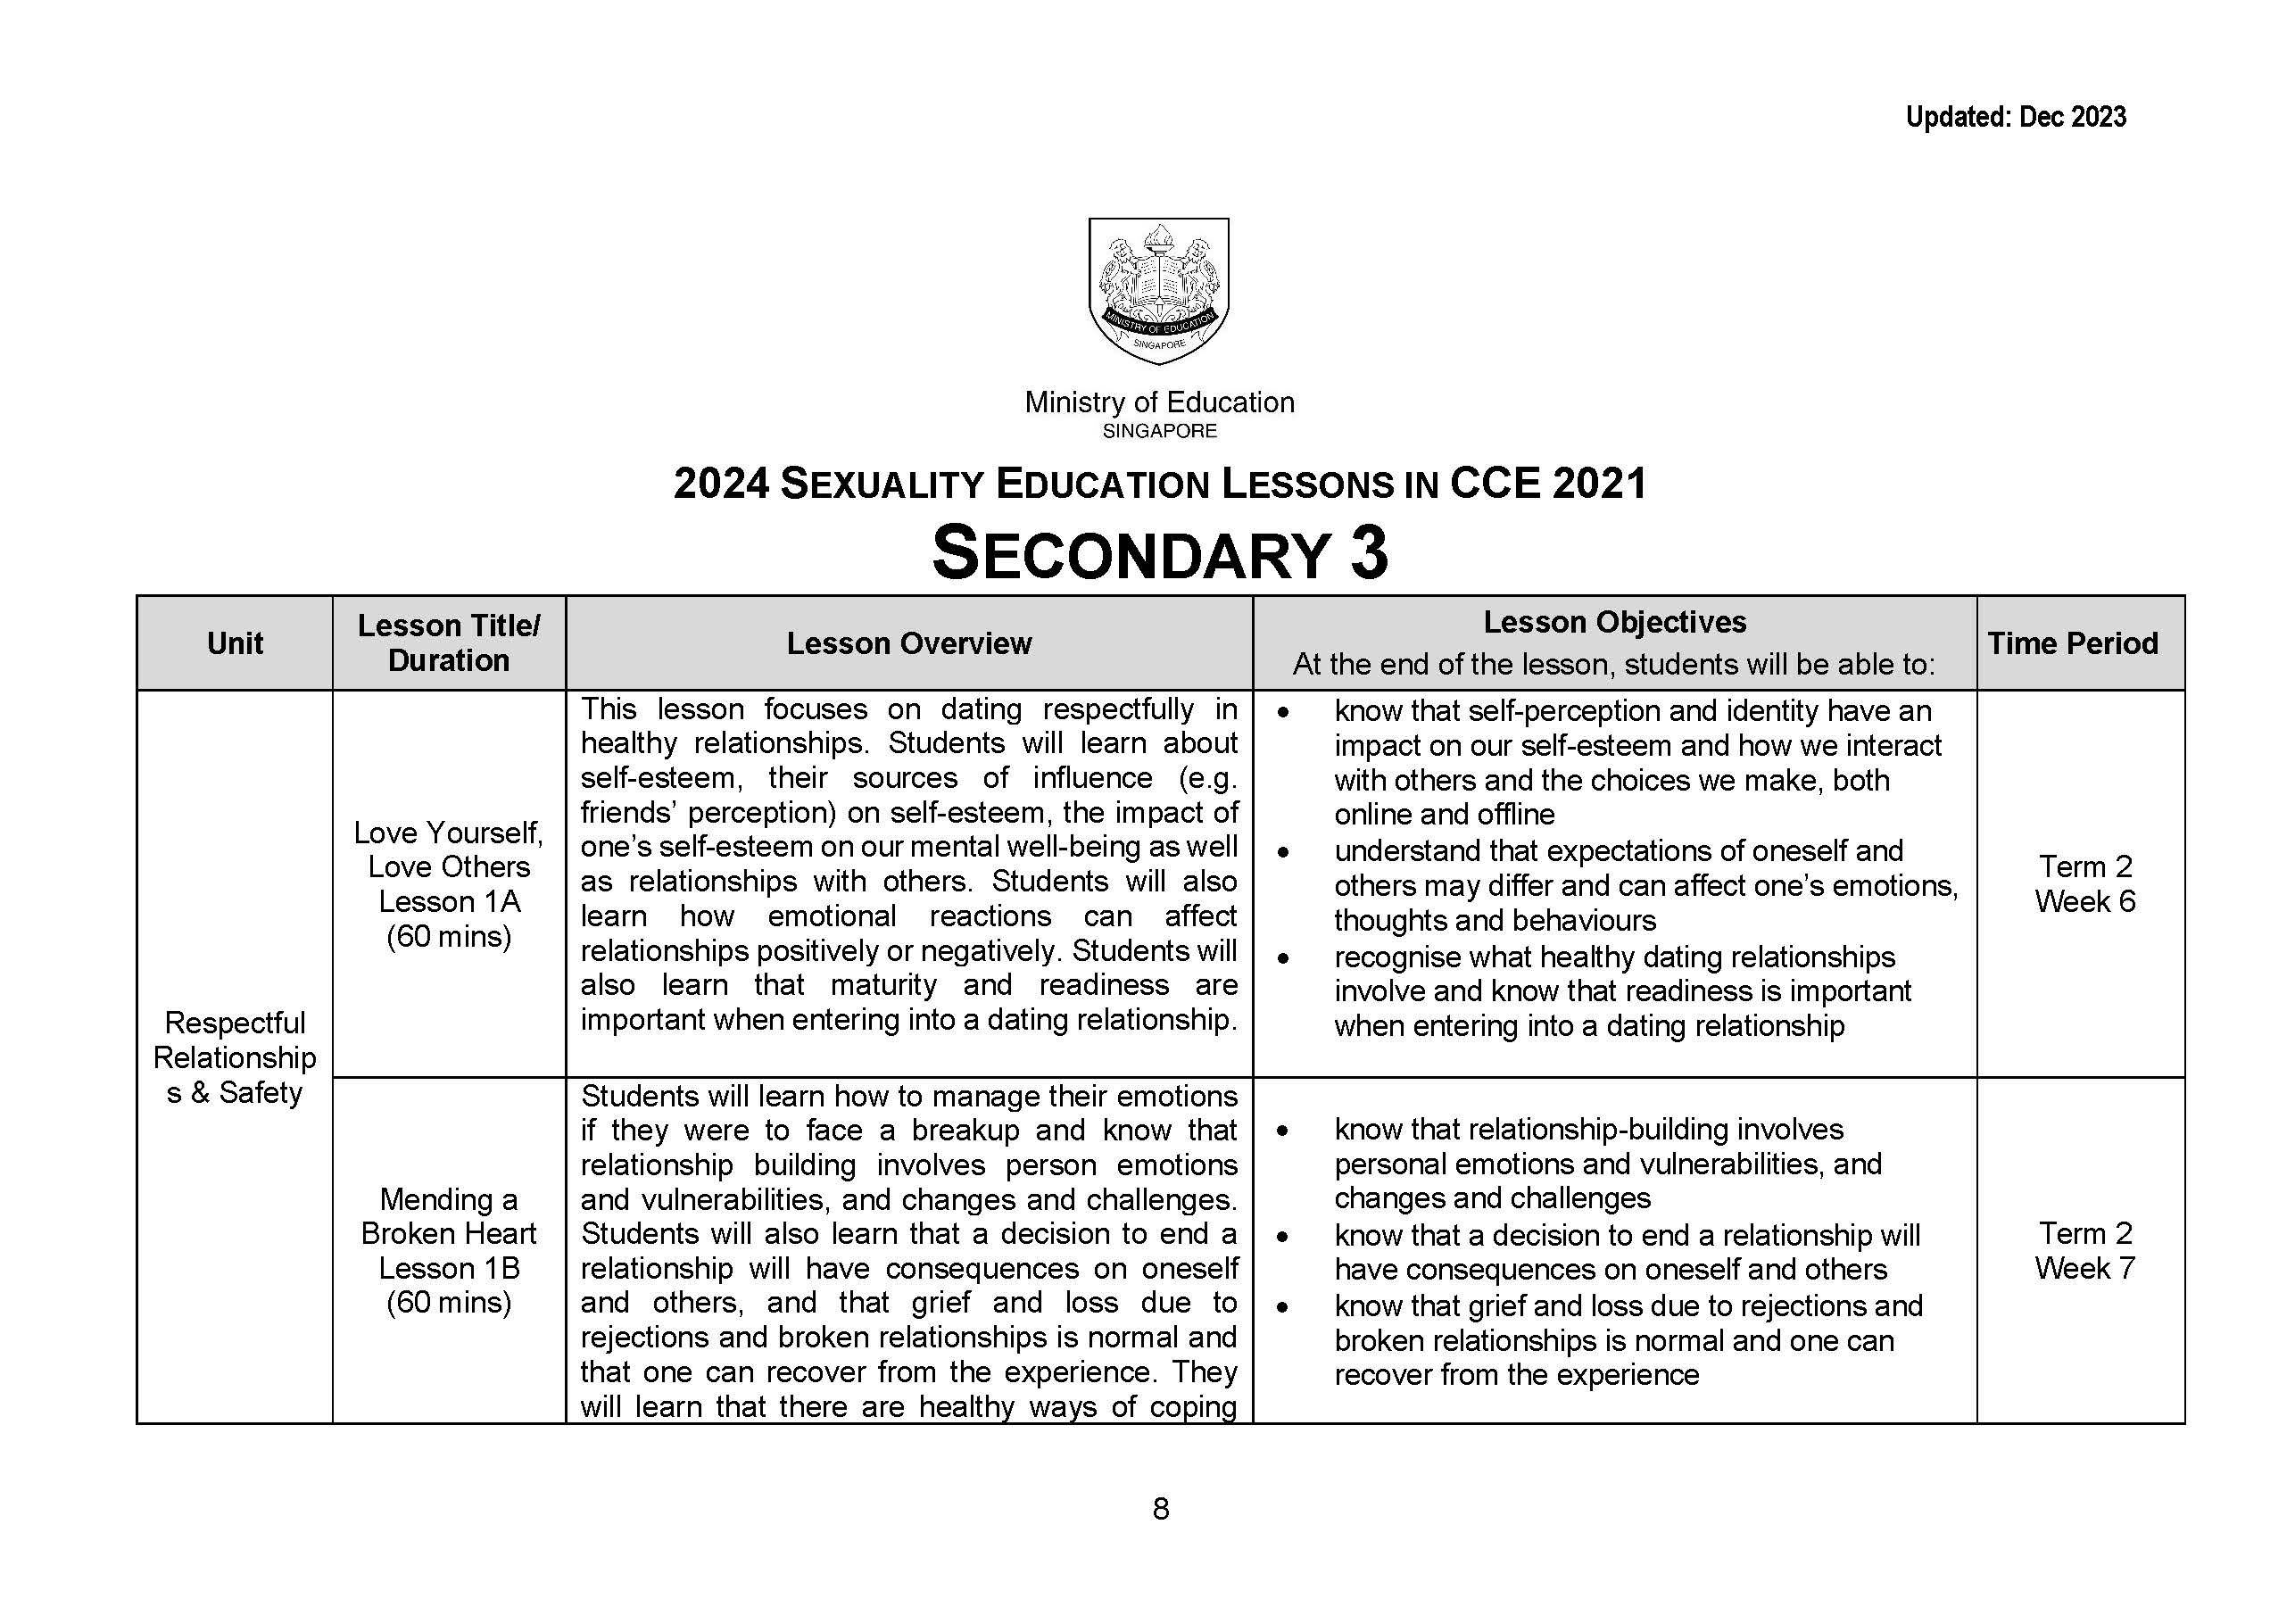 Updated: Dec 2023
MINISTRY OF EDUCATION
SINGAPORE
Ministry of Education
SINGAPORE
2024 SEXUALITY EDUCATION LESSONS IN CCE 2021
SECONDARY 3
Unit
Lesson Title/
Duration
Lesson Overview
Lesson Objectives
At the end of the lesson, students will be able to:
Time Period
Respectful
Relationship
s & Safety
Love Yourself,
Love Others
Lesson 1A
(60 mins)
This lesson focuses on dating respectfully in
healthy relationships. Students will learn about
self-esteem, their sources of influence (e.g.
friends’ perception) on self-esteem, the impact of
one’s self-esteem on our mental well-being as well
as relationships with others. Students will also
learn how emotional reactions can affect
relationships positively or negatively. Students will
also learn that maturity and readiness are
important when entering into a dating relationship.
• know that self-perception and identity have an
impact on our self-esteem and how we interact
with others and the choices we make, both
online and offline
• understand that expectations of oneself and
others may differ and can affect one’s emotions,
thoughts and behaviours
• recognise what healthy dating relationships
involve and know that readiness is important
when entering into a dating relationship
Term 2
Week 6
Mending a
Broken Heart
Lesson 1B
(60 mins)
Students will learn how to manage their emotions
if they were to face a breakup and know that
relationship building involves person emotions
and vulnerabilities, and changes and challenges.
Students will also learn that a decision to end a
relationship will have consequences on oneself
and others, and that grief and loss due to
rejections and broken relationships is normal and
that one can recover from the experience. They
will learn that there are healthy ways of coping
• know that relationship-building involves
personal emotions and vulnerabilities, and
changes and challenges
• know that a decision to end a relationship will
have consequences on oneself and others
• know that grief and loss due to rejections and
broken relationships is normal and one can
recover from the experience
Term 2
Week 7
8